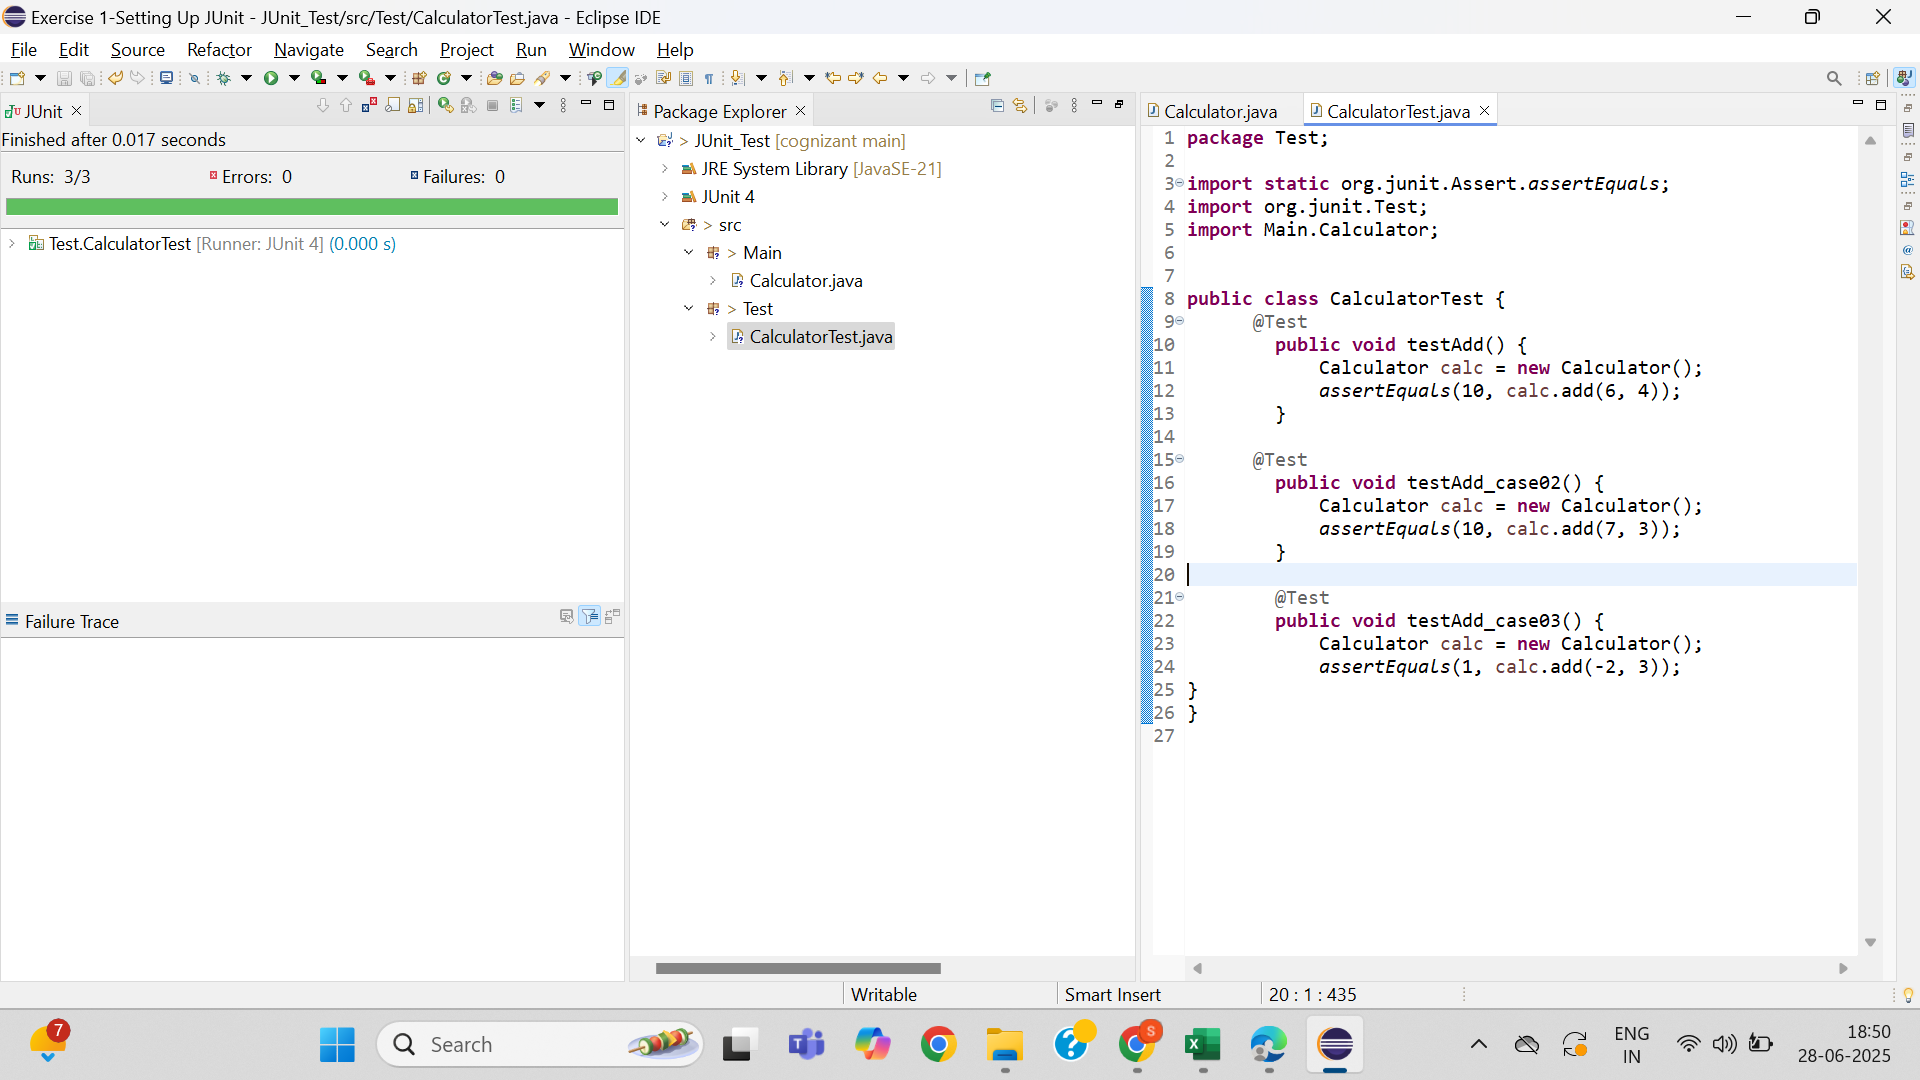 Exercise 1-Setting Up JUnit - JUnit_Test/src/Test/CalculatorTest.java - Eclipse IDE
File Edit Source Refactor Navigate Search Project Run Window Help
JUnit
Finished after 0.017 seconds
Runs: 3/3 Errors: 0 Failures: 0
Test.CalculatorTest [Runner: JUnit 4] (0.000 s)
Failure Trace
Package Explorer
> JUnit_Test [cognizant main]
JRE System Library [JavaSE-21]
JUnit 4
> src
> Main
Calculator.java
> Test
CalculatorTest.java
Calculator.java CalculatorTest.java
1 package Test;
2
3 import static org.junit.Assert.assertEquals;
4 import org.junit.Test;
5 import Main.Calculator;
6
7
8 public class CalculatorTest {
9 @Test
10 public void testAdd() {
11 Calculator calc = new Calculator();
12 assertEquals(10, calc.add(6, 4));
13 }
14
15 @Test
16 public void testAdd_case02() {
17 Calculator calc = new Calculator();
18 assertEquals(10, calc.add(7, 3));
19 }
20
21 @Test
22 public void testAdd_case03() {
23 Calculator calc = new Calculator();
24 assertEquals(1, calc.add(-2, 3));
25 }
26 }
27
Writable Smart Insert 20 : 1 : 435
7
Search
S
ENG
IN
18:50
28-06-2025